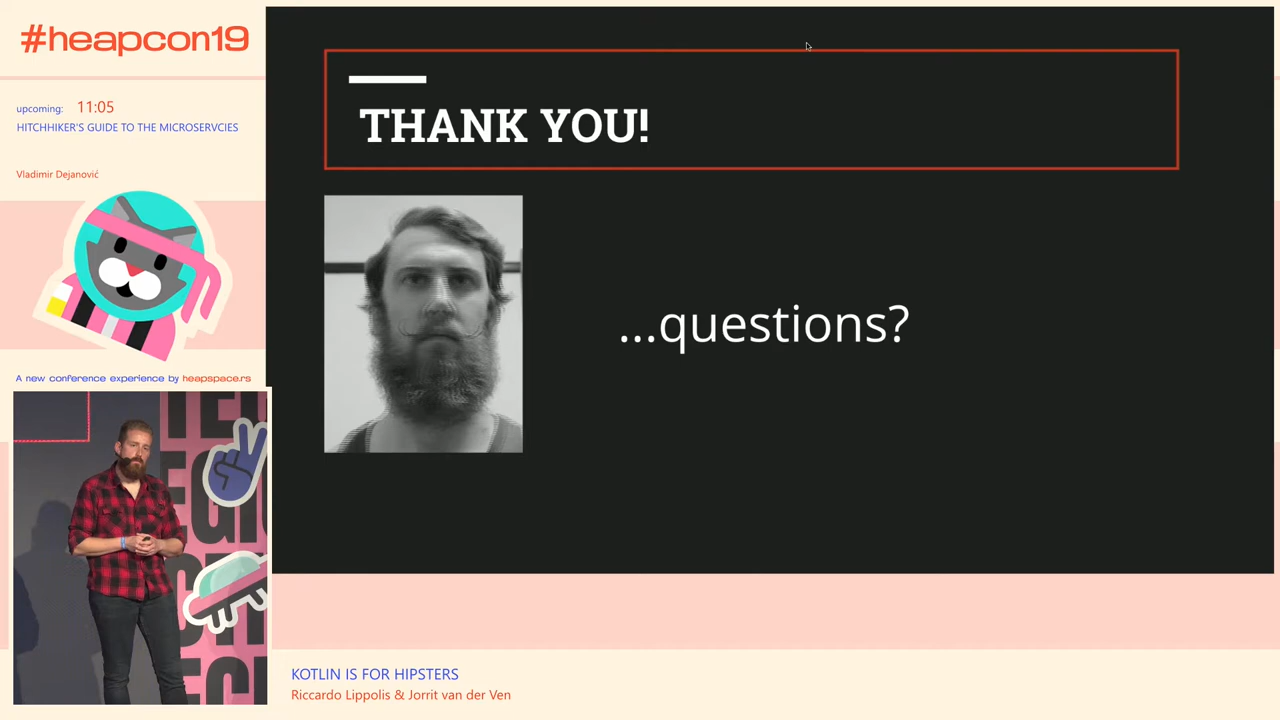 #heapcon19
upcoming: 11:05
HITCHHIKER'S GUIDE TO THE MICROSERVCIES
Vladimir Dejanović
A new conference experience by heapspace.rs
THANK YOU!
...questions?
KOTLIN IS FOR HIPSTERS
Riccardo Lippolis & Jorrit van der Ven